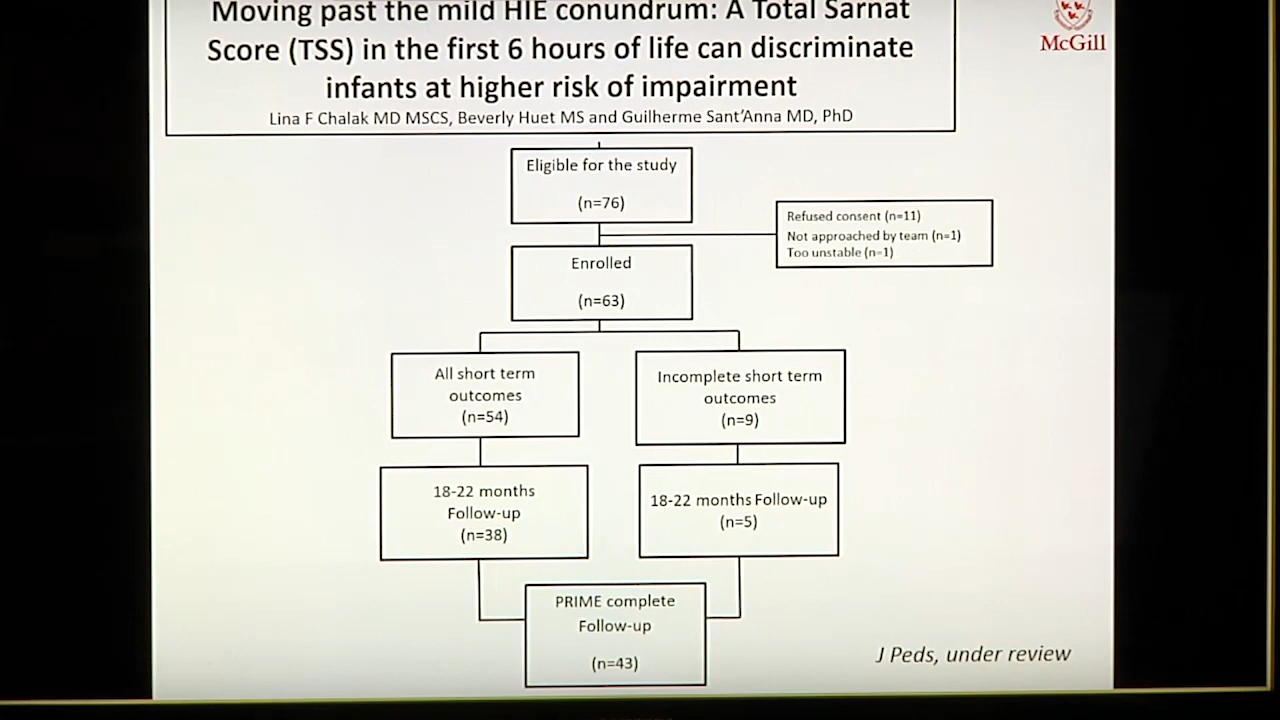 Moving past the mild HIE conundrum: A Total Sarnat
Score (TSS) in the first 6 hours of life can discriminate
infants at higher risk of impairment
Lina F Chalak MD MSCS, Beverly Huet MS and Guilherme Sant'Anna MD, PhD
McGill
Eligible for the study
(n=76)
Refused consent (n=11)
Not approached by team (n=1)
Too unstable (n=1)
Enrolled
(n=63)
All short term
outcomes
(n=54)
Incomplete short term
outcomes
(n=9)
18-22 months
Follow-up
(n=38)
18-22 months Follow-up
(n=5)
PRIME complete
Follow-up
(n=43)
J Peds, under review